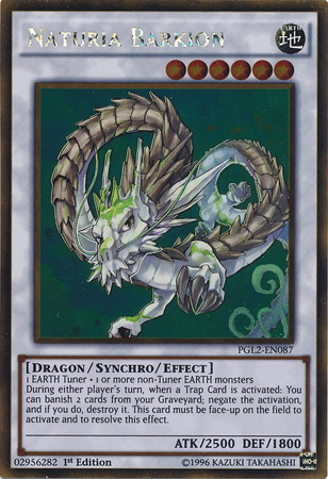 NATURIA BARKION
EARTH
地
PGL2-EN087
[DRAGON/SYNCHRO/EFFECT]
1 EARTH Tuner + 1 or more non-Tuner EARTH monsters
During either player's turn, when a Trap Card is activated: You
can banish 2 cards from your Graveyard; negate the activation,
and if you do, destroy it. This card must be face-up on the field
to activate and to resolve this effect.
ATK/2500 DEF/1800
02956282 1st Edition
©1996 KAZUKI TAKAHASHI